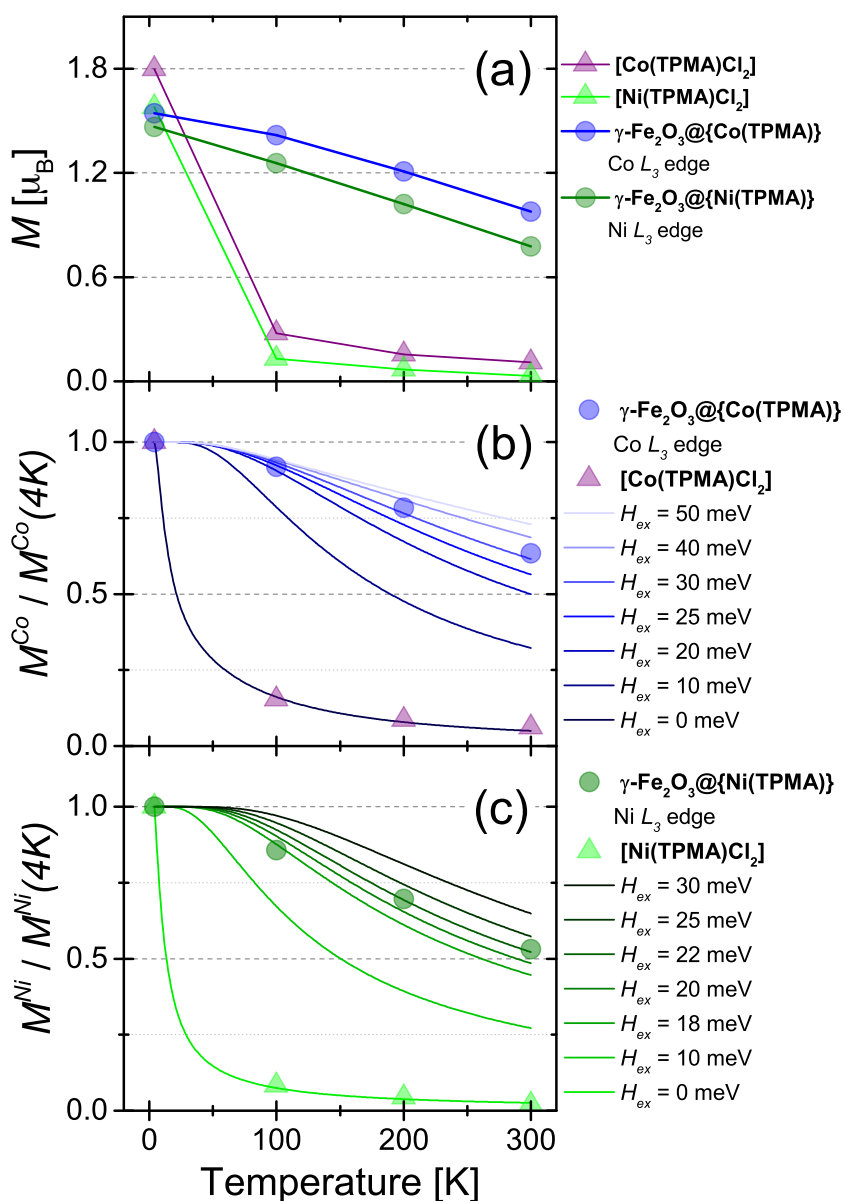 (a)
M [μB]
1.8
1.2
0.6
0.0
[Co(TPMA)Cl2]
[Ni(TPMA)Cl2]
γ-Fe2O3@{Co(TPMA)}
Co L3 edge
γ-Fe2O3@{Ni(TPMA)}
Ni L3 edge
(b)
M^Co / M^Co(4K)
1.0
0.5
0.0
γ-Fe2O3@{Co(TPMA)}
Co L3 edge
[Co(TPMA)Cl2]
Hex = 50 meV
Hex = 40 meV
Hex = 30 meV
Hex = 25 meV
Hex = 20 meV
Hex = 10 meV
Hex = 0 meV
(c)
M^Ni / M^Ni(4K)
1.0
0.5
0.0
γ-Fe2O3@{Ni(TPMA)}
Ni L3 edge
[Ni(TPMA)Cl2]
Hex = 30 meV
Hex = 25 meV
Hex = 22 meV
Hex = 20 meV
Hex = 18 meV
Hex = 10 meV
Hex = 0 meV
0 100 200 300
Temperature [K]